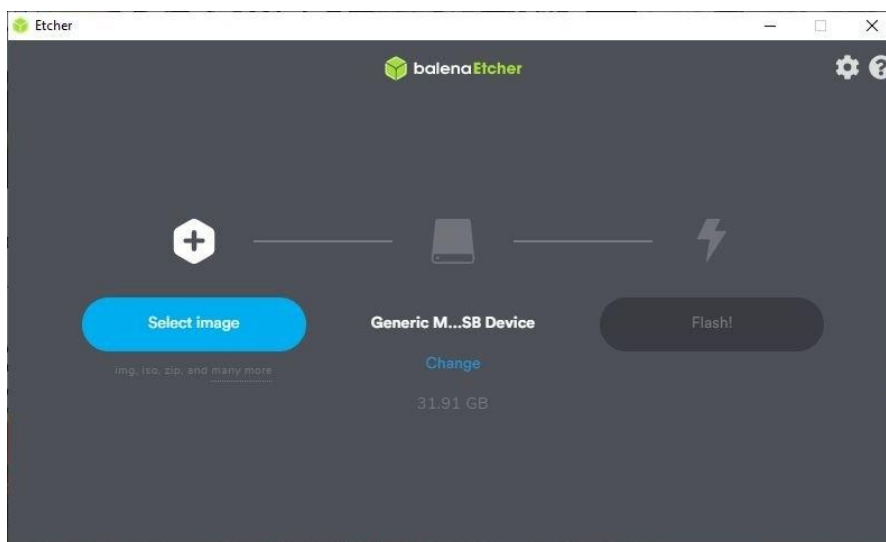 Etcher
balenaEtcher
Select image
Generic M...SB Device
Flash!
img, iso, zip, and many more
Change
31.91 GB